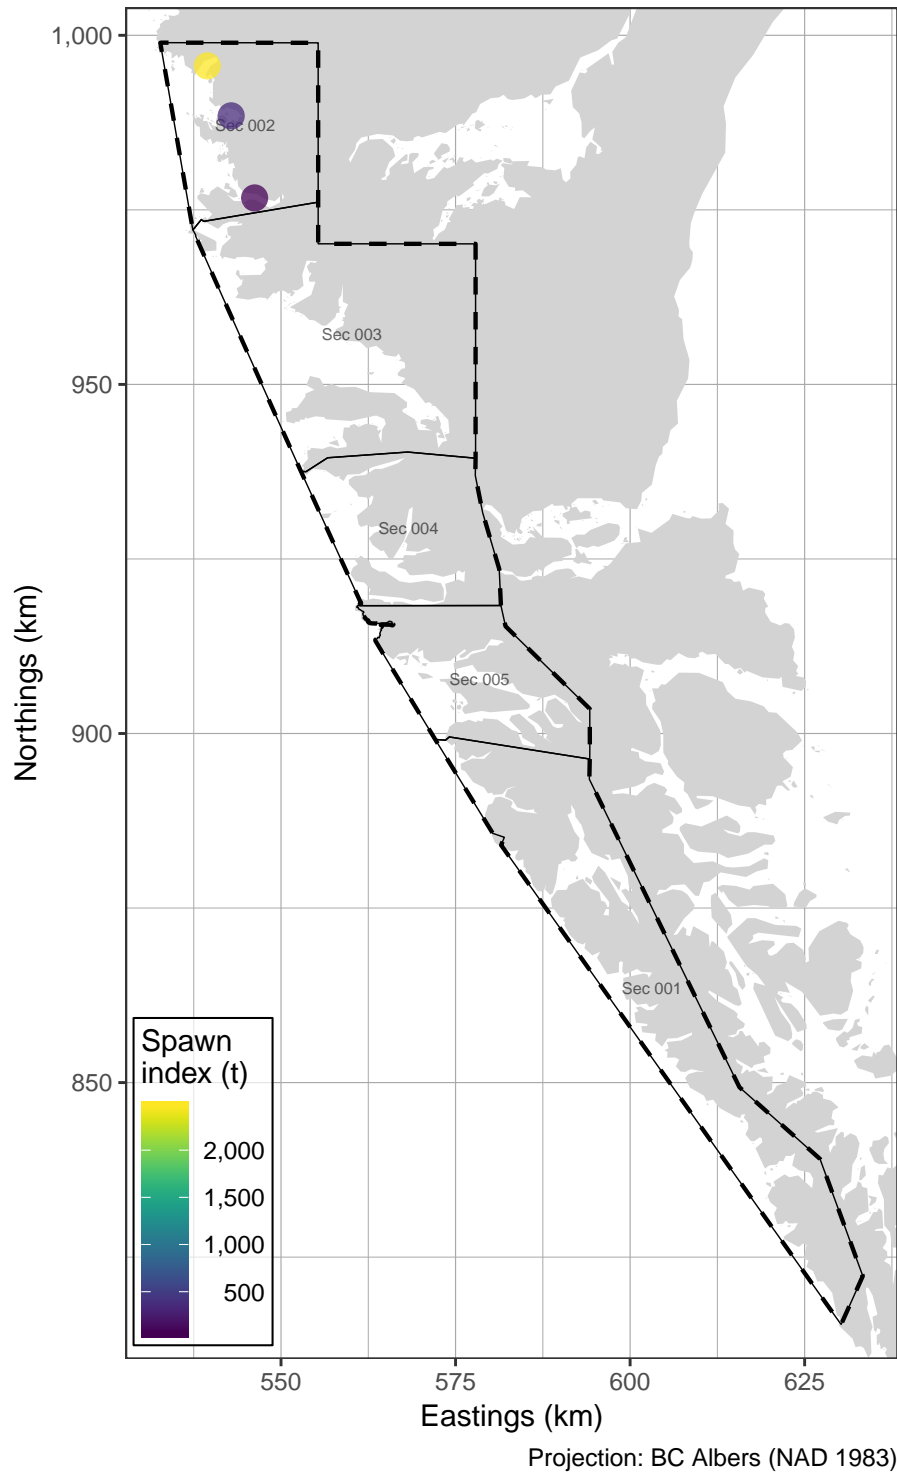 1,000
Sec 002
Sec 003
950
Sec 004
Sec 005
900
Sec 001
850
Northings (km)
Spawn
index (t)
2,000
1,500
1,000
500
550
575
600
625
Eastings (km)
Projection: BC Albers (NAD 1983)